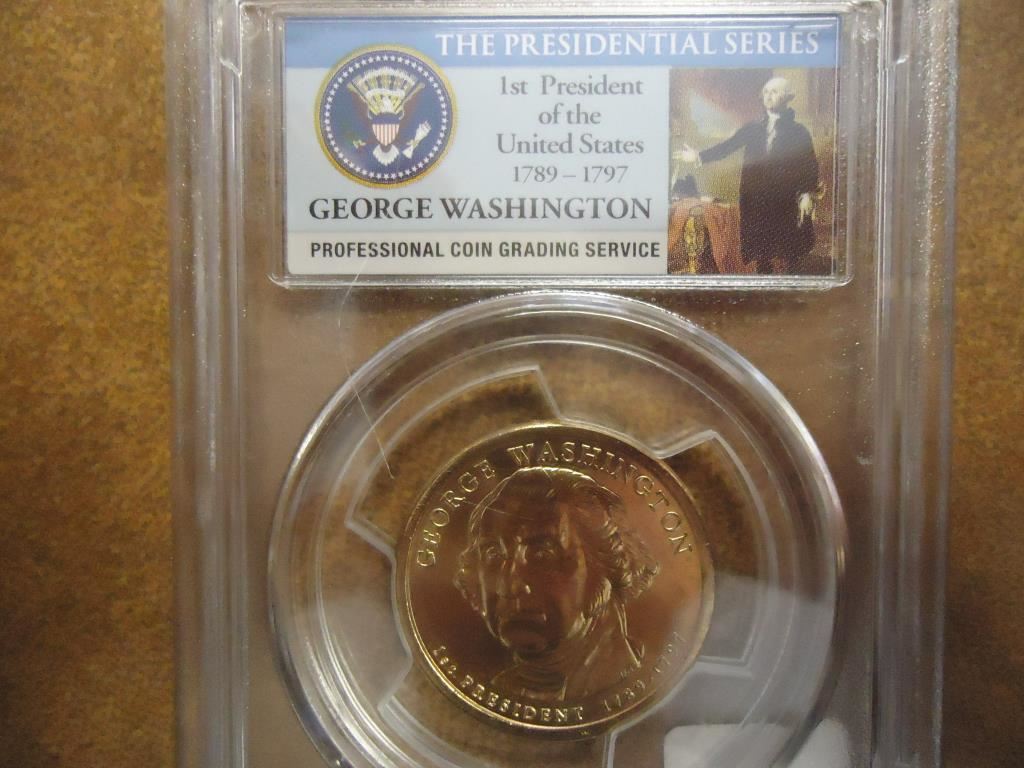 THE PRESIDENTIAL SERIES
1st President
of the
United States
1789 – 1797
GEORGE WASHINGTON
PROFESSIONAL COIN GRADING SERVICE
GEORGE WASHINGTON
1st PRESIDENT 1789-1797